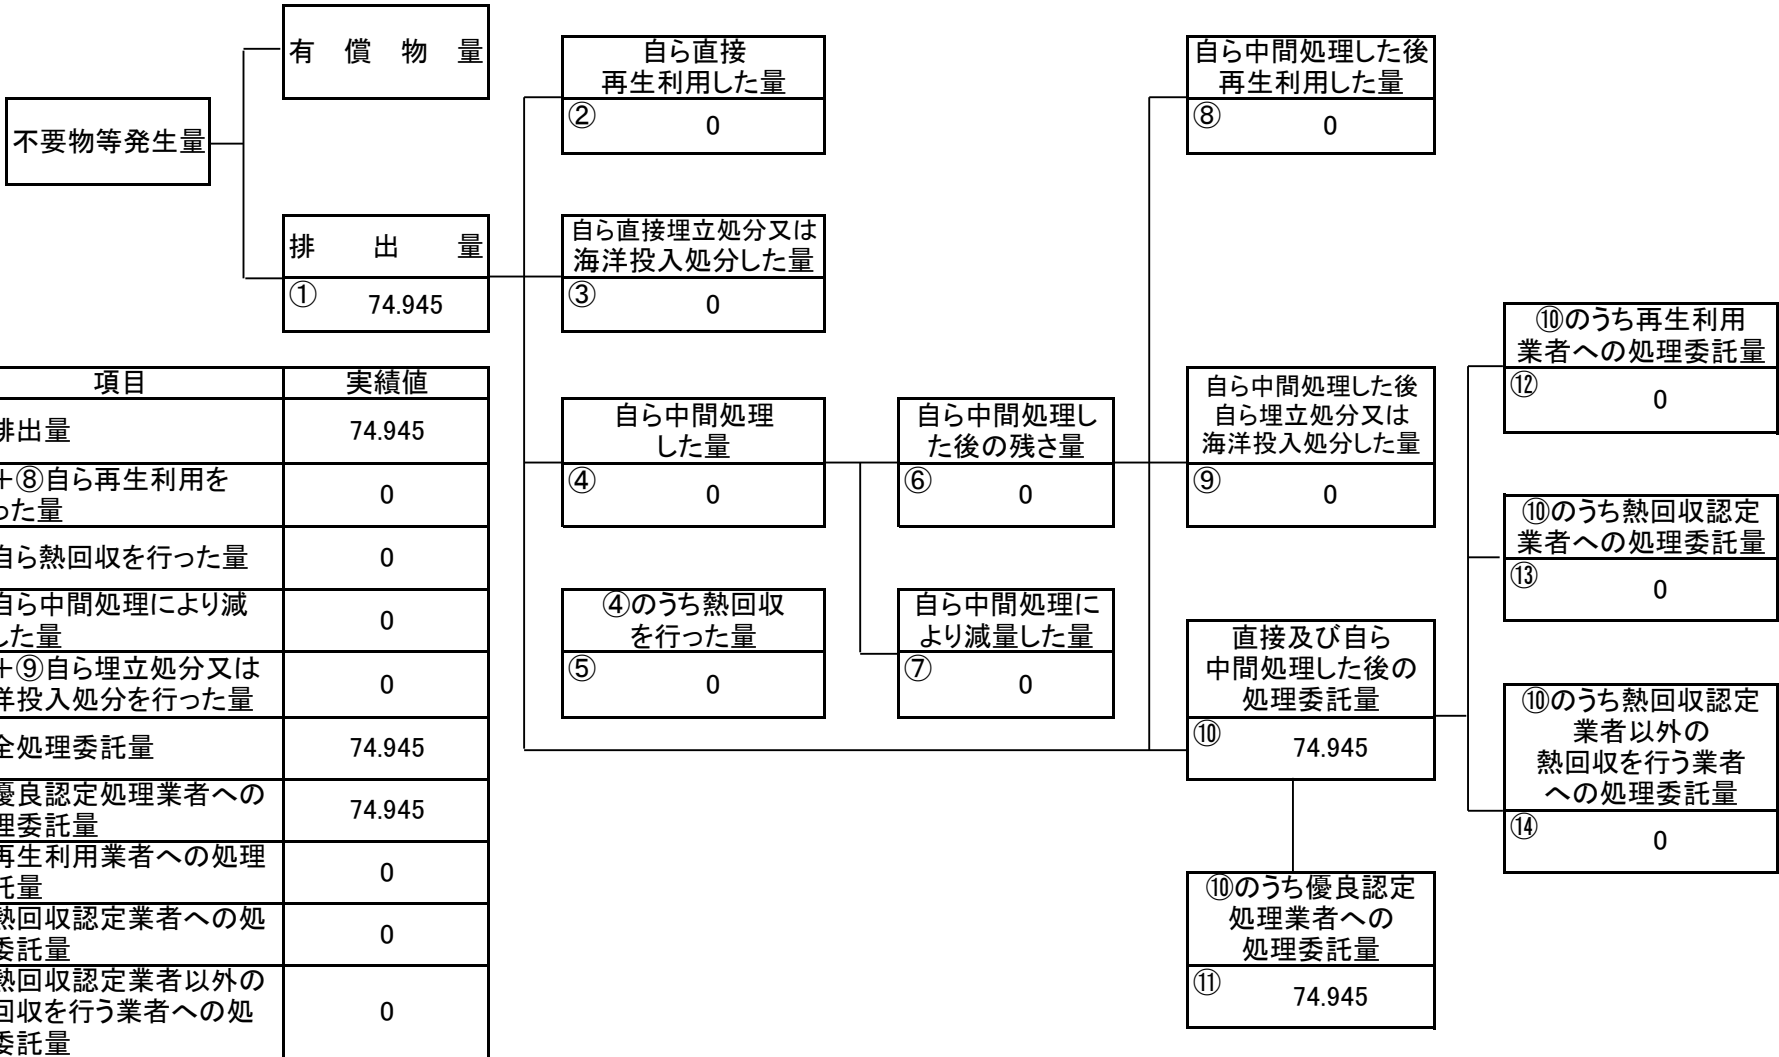 不要物等発生量
有償物量
排出量
① 74.945
自ら直接
再生利用した量
② 0
自ら直接埋立処分又は
海洋投入処分した量
③ 0
自ら中間処理
した量
④ 0
④のうち熱回収
を行った量
⑤ 0
自ら中間処理し
た後の残さ量
⑥ 0
自ら中間処理に
より減量した量
⑦ 0
自ら中間処理した後
再生利用した量
⑧ 0
自ら中間処理した後
自ら埋立処分又は
海洋投入処分した量
⑨ 0
直接及び自ら
中間処理した後の
処理委託量
⑩ 74.945
⑩のうち優良認定
処理業者への
処理委託量
⑪ 74.945
⑩のうち再生利用
業者への処理委託量
⑫ 0
⑩のうち熱回収認定
業者への処理委託量
⑬ 0
⑩のうち熱回収認定
業者以外の
熱回収を行う業者
への処理委託量
⑭ 0
項目 実績値
排出量 74.945
+⑧自ら再生利用を
った量 0
自ら熱回収を行った量 0
自ら中間処理により減
した量 0
+⑨自ら埋立処分又は
洋投入処分を行った量 0
全処理委託量 74.945
優良認定処理業者への
理委託量 74.945
再生利用業者への処理
託量 0
熱回収認定業者への処
委託量 0
熱回収認定業者以外の
回収を行う業者への処
委託量 0